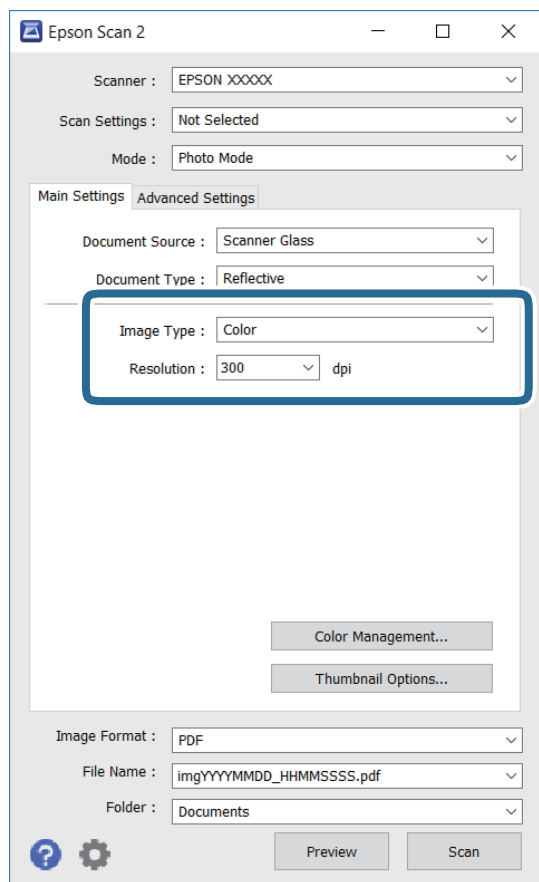 Epson Scan 2
Scanner : EPSON XXXXX
Scan Settings : Not Selected
Mode : Photo Mode
Main Settings Advanced Settings
Document Source : Scanner Glass
Document Type : Reflective
Image Type : Color
Resolution : 300 dpi
Color Management...
Thumbnail Options...
Image Format : PDF
File Name : imgYYYYMMDD_HHMMSSSS.pdf
Folder : Documents
? Preview Scan